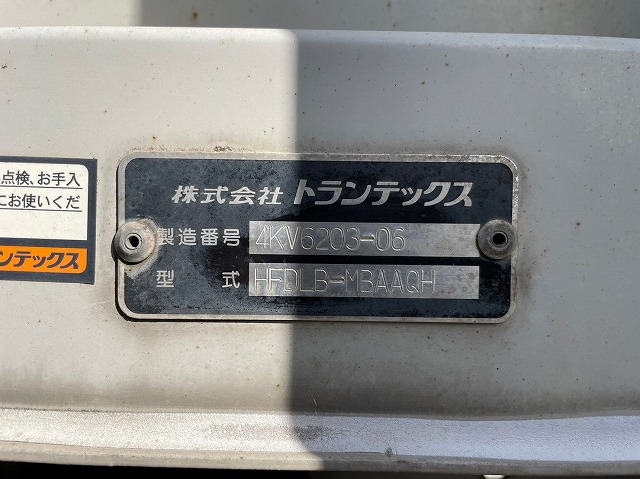 点検、お手入
にお使いくだ
ンテックス
株式会社 トランテックス
製造番号 4KV6203-06
型 式 HFDLB-MBAAQH